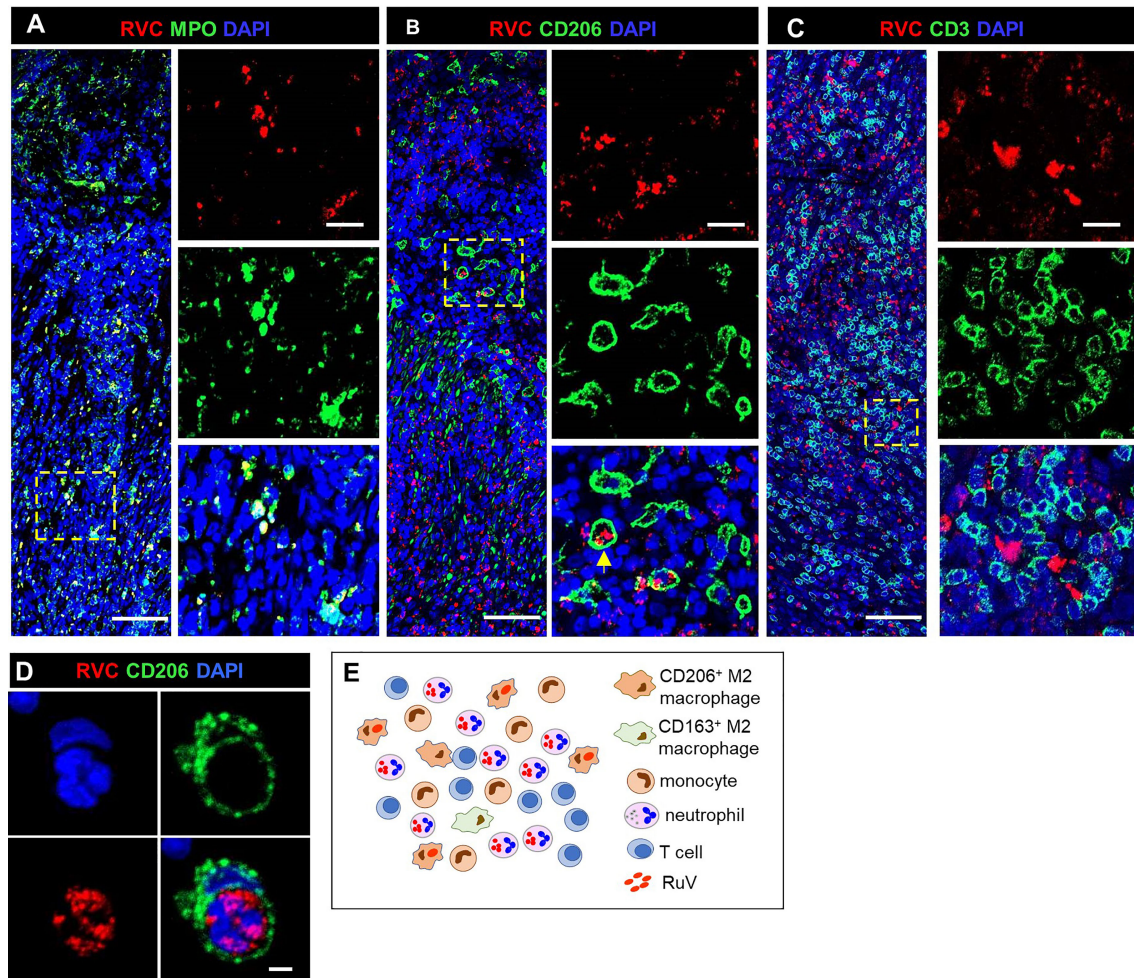 A
RVC MPO DAPI
B
RVC CD206 DAPI
C
RVC CD3 DAPI
D
RVC CD206 DAPI
E
CD206+ M2
macrophage
CD163+ M2
macrophage
monocyte
neutrophil
T cell
RuV